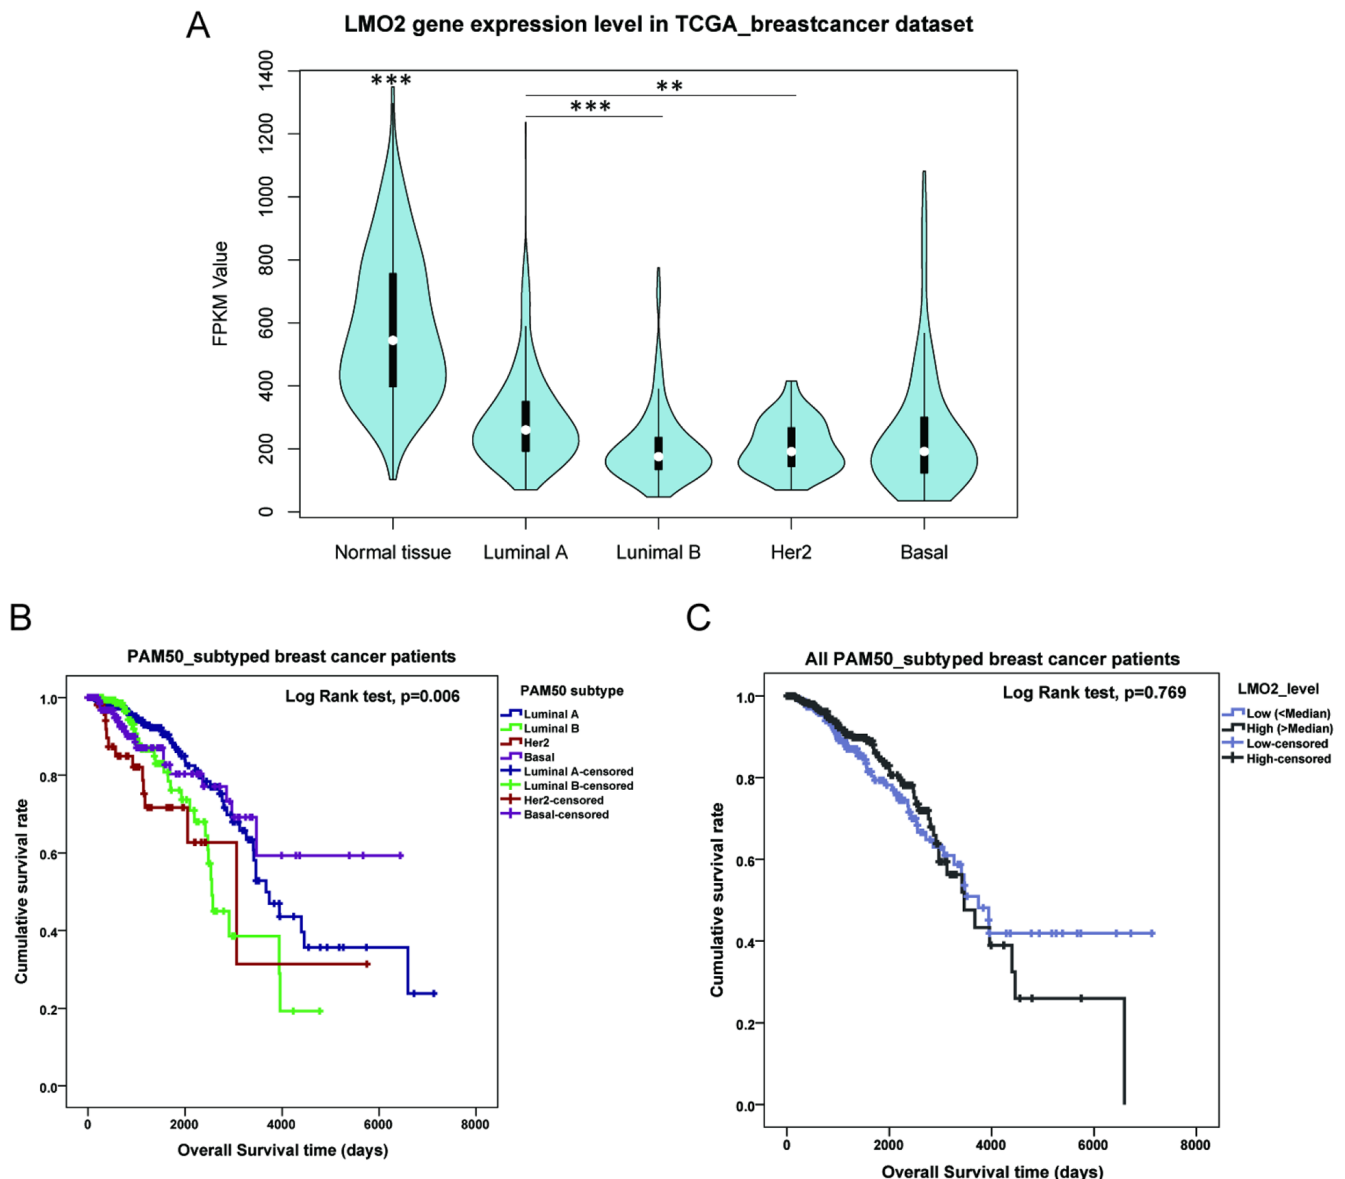 A
LMO2 gene expression level in TCGA_breastcancer dataset
***
**
***
1400
1200
1000
800
600
400
200
0
FPKM Value
Normal tissue
Luminal A
Lunimal B
Her2
Basal
B
PAM50_subtyped breast cancer patients
Log Rank test, p=0.006
PAM50 subtype
Luminal A
Luminal B
Her2
Basal
Luminal A-censored
Luminal B-censored
Her2-censored
Basal-censored
1.0
0.8
0.6
0.4
0.2
0.0
Cumulative survival rate
0 2000 4000 6000 8000
Overall Survival time (days)
C
All PAM50_subtyped breast cancer patients
Log Rank test, p=0.769
LMO2_level
Low (<Median)
High (>Median)
Low-censored
High-censored
1.0
0.8
0.6
0.4
0.2
0.0
Cumulative survival rate
0 2000 4000 6000 8000
Overall Survival time (days)